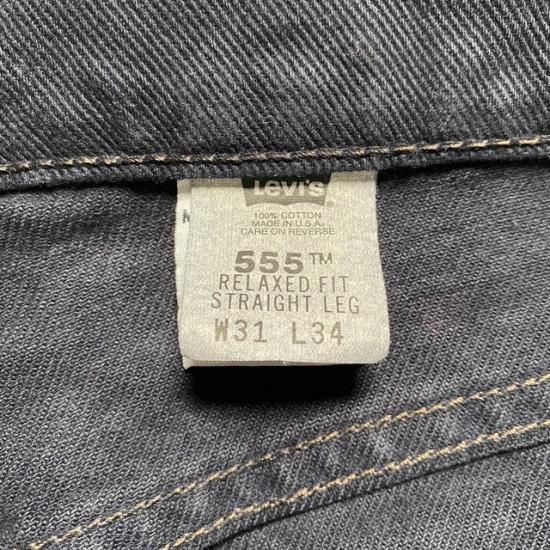 Levi's
100% COTTON
MADE IN U.S.A.
CARE ON REVERSE
555™
RELAXED FIT
STRAIGHT LEG
W31 L34